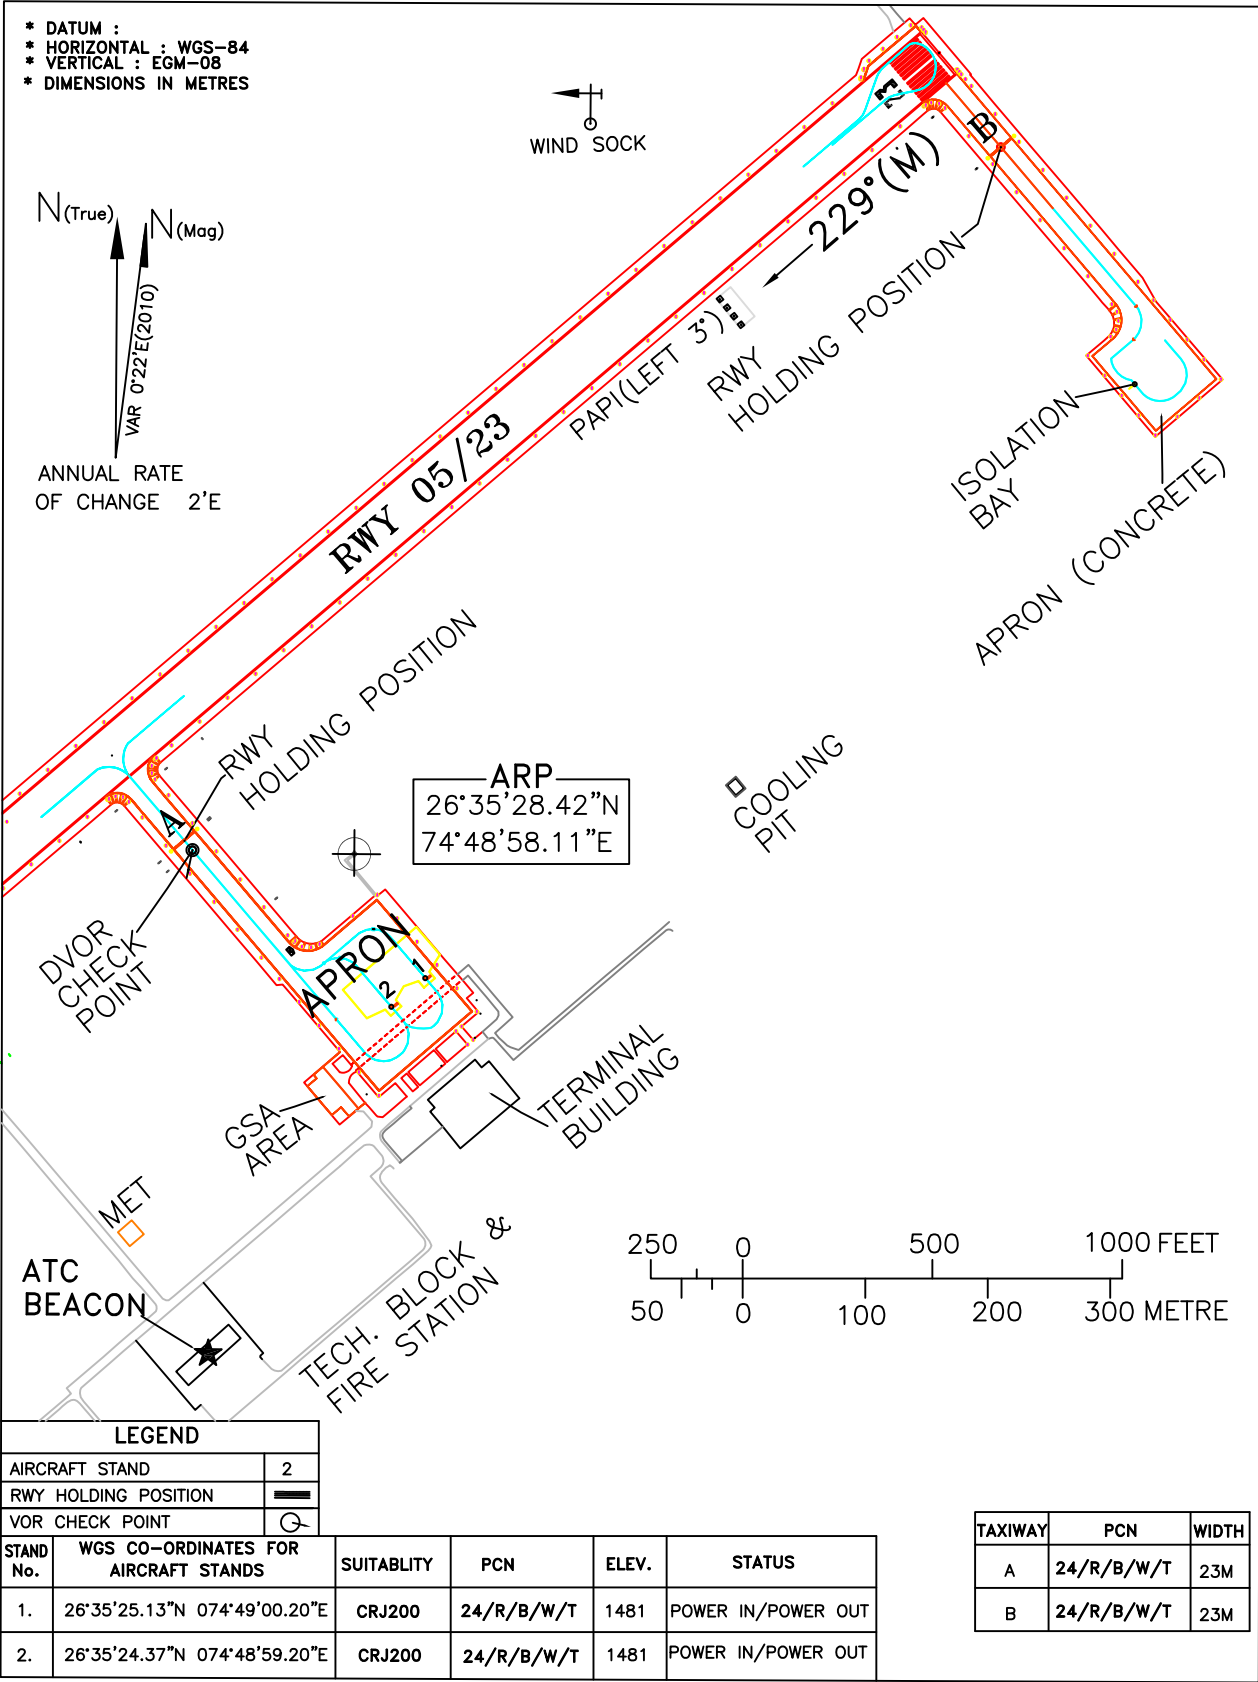 * DATUM :
* HORIZONTAL : WGS-84
* VERTICAL : EGM-08
* DIMENSIONS IN METRES
WIND SOCK
N(True)
N(Mag)
VAR 0°22'E(2010)
ANNUAL RATE
OF CHANGE 2'E
23
B
229°(M)
RWY
HOLDING POSITION
PAPI(LEFT 3°)
RWY 05/23
ISOLATION
BAY
APRON (CONCRETE)
RWY
HOLDING POSITION
A
ARP
26°35'28.42"N
74°48'58.11"E
COOLING
PIT
DVOR
CHECK
POINT
APRON
1
2
TERMINAL
BUILDING
GSA
AREA
MET
ATC
BEACON
TECH. BLOCK &
FIRE STATION
250 0 500 1000 FEET
50 0 100 200 300 METRE
LEGEND
AIRCRAFT STAND 2
RWY HOLDING POSITION
VOR CHECK POINT
STAND No. WGS CO-ORDINATES FOR AIRCRAFT STANDS SUITABLITY PCN ELEV. STATUS
1. 26°35'25.13"N 074°49'00.20"E CRJ200 24/R/B/W/T 1481 POWER IN/POWER OUT
2. 26°35'24.37"N 074°48'59.20"E CRJ200 24/R/B/W/T 1481 POWER IN/POWER OUT
TAXIWAY PCN WIDTH
A 24/R/B/W/T 23M
B 24/R/B/W/T 23M